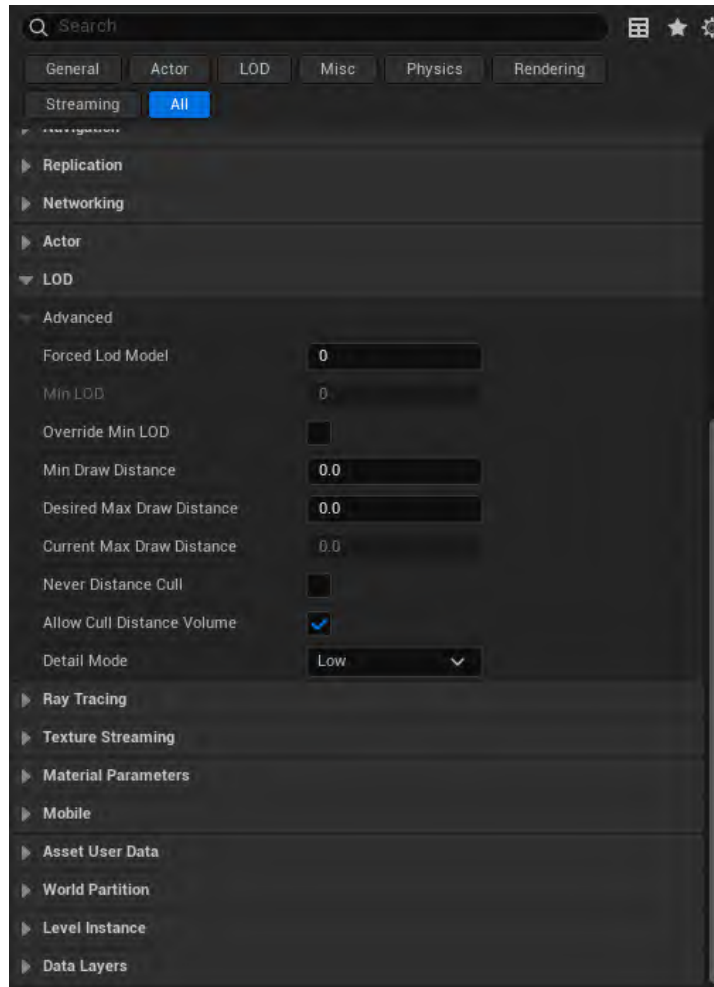 Search
General Actor LOD Misc Physics Rendering
Streaming All
Navigation
Replication
Networking
Actor
LOD
Advanced
Forced Lod Model 0
Min LOD 0
Override Min LOD
Min Draw Distance 0.0
Desired Max Draw Distance 0.0
Current Max Draw Distance 0.0
Never Distance Cull
Allow Cull Distance Volume
Detail Mode Low
Ray Tracing
Texture Streaming
Material Parameters
Mobile
Asset User Data
World Partition
Level Instance
Data Layers